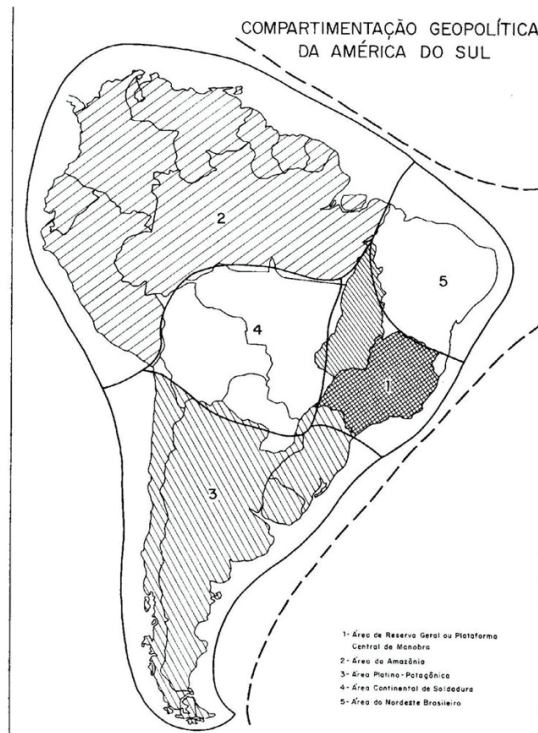 COMPARTIMENTAÇÃO GEOPOLÍTICA
DA AMÉRICA DO SUL
2
5
4
1
3
1- Área de Reserva Geral ou Plataforma
Central de Manobra
2- Área da Amazônia
3- Área Platino-Patagônica
4- Área Continental de Soldadura
5- Área do Nordeste Brasileiro